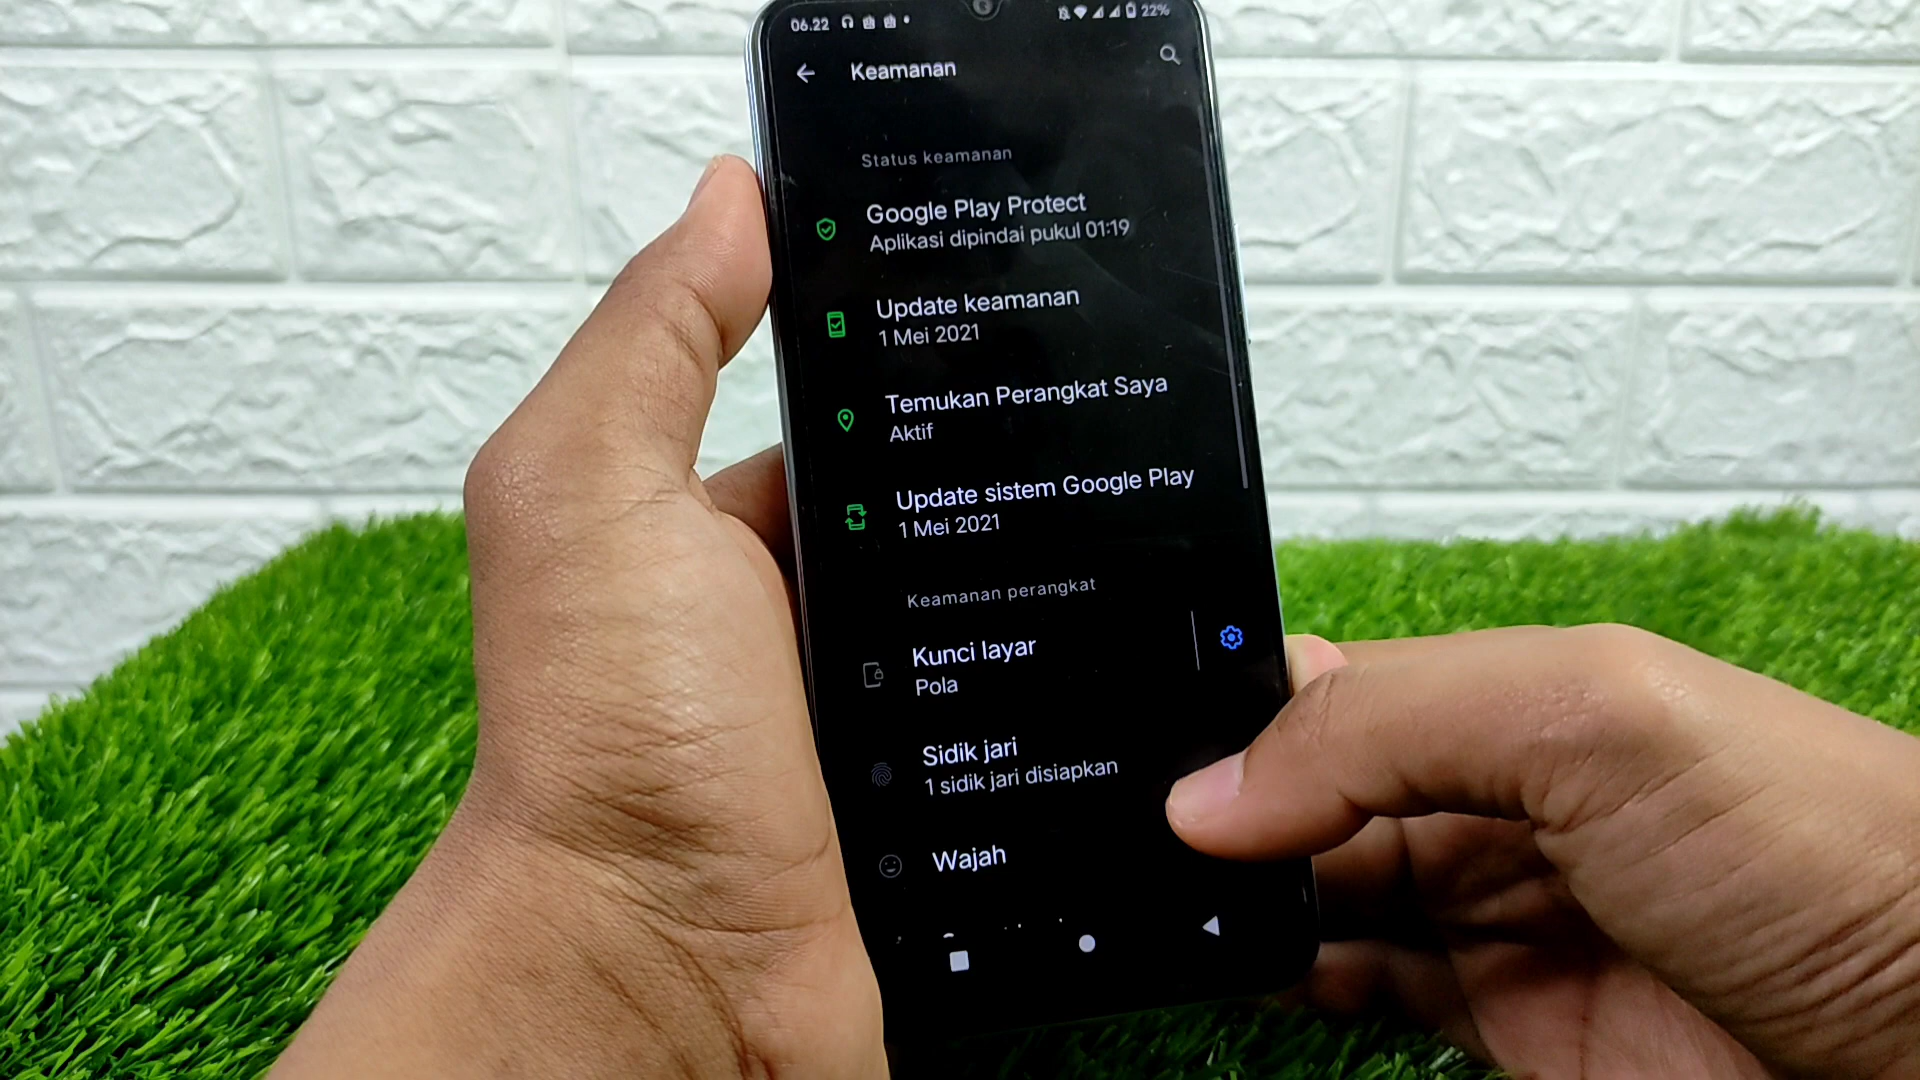 06.22
22%
Keamanan
Status keamanan
Google Play Protect
Aplikasi dipindai pukul 01:19
Update keamanan
1 Mei 2021
Temukan Perangkat Saya
Aktif
Update sistem Google Play
1 Mei 2021
Keamanan perangkat
Kunci layar
Pola
Sidik jari
1 sidik jari disiapkan
Wajah